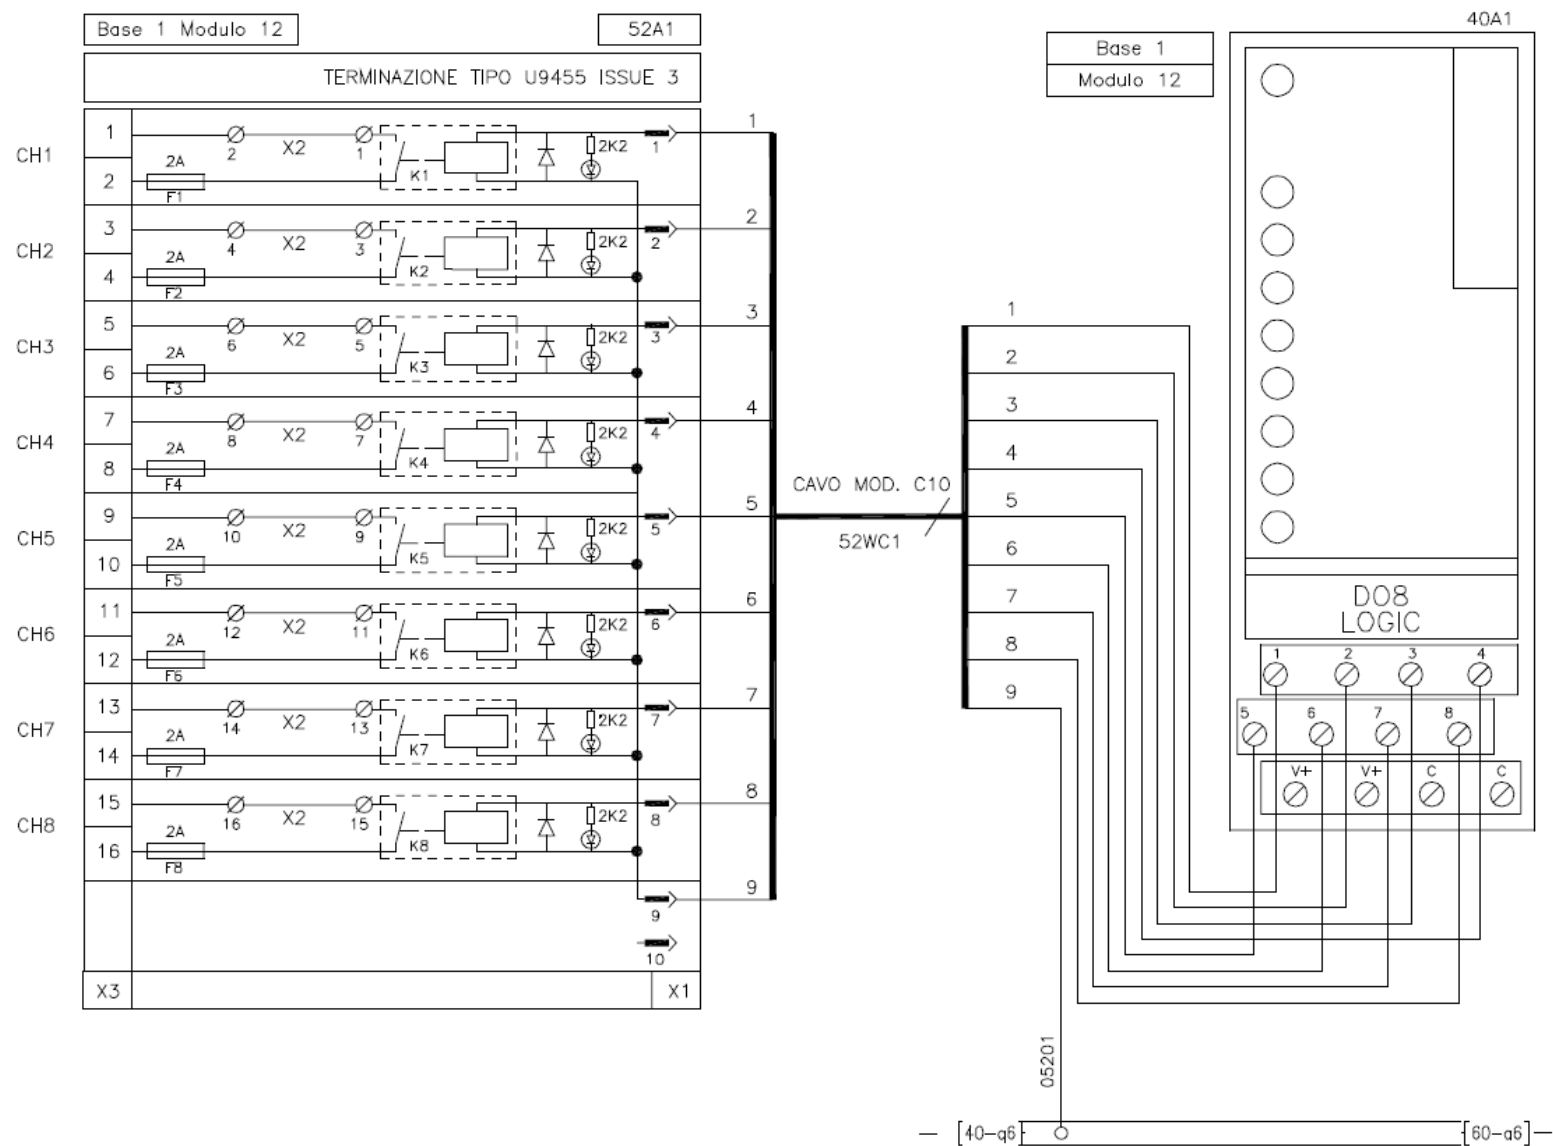 Base 1 Modulo 12
52A1
TERMINAZIONE TIPO U9455 ISSUE 3
CH1
1
2
2A
F1
2
X2
1
K1
2K2
1
1
CH2
3
4
2A
F2
4
X2
3
K2
2K2
2
2
CH3
5
6
2A
F3
6
X2
5
K3
2K2
3
3
CH4
7
8
2A
F4
8
X2
7
K4
2K2
4
4
CH5
9
10
2A
F5
10
X2
9
K5
2K2
5
5
CH6
11
12
2A
F6
12
X2
11
K6
2K2
6
6
CH7
13
14
2A
F7
14
X2
13
K7
2K2
7
7
CH8
15
16
2A
F8
16
X2
15
K8
2K2
8
8
9
9
10
X3
X1
CAVO MOD. C10
52WC1
1
2
3
4
5
6
7
8
9
Base 1
Modulo 12
40A1
DO8
LOGIC
1 2 3 4
5 6 7 8
V+ V+ C C
05201
[40-q6]
[60-q6]